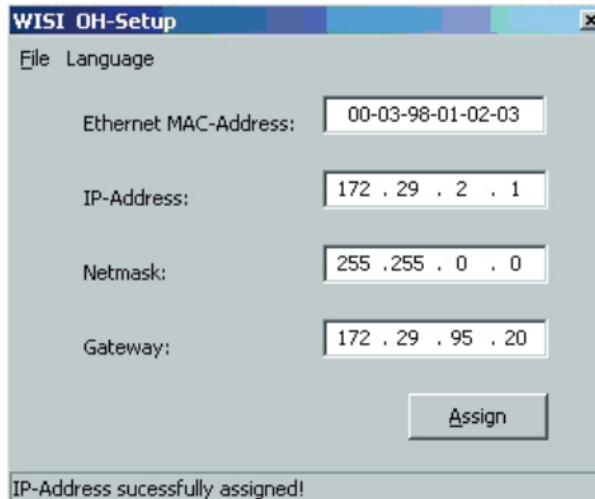 WISI OH-Setup
File Language
Ethernet MAC-Address: 00-03-98-01-02-03
IP-Address: 172 . 29 . 2 . 1
Netmask: 255 .255 . 0 . 0
Gateway: 172 . 29 . 95 . 20
Assign
IP-Address sucessfully assigned!